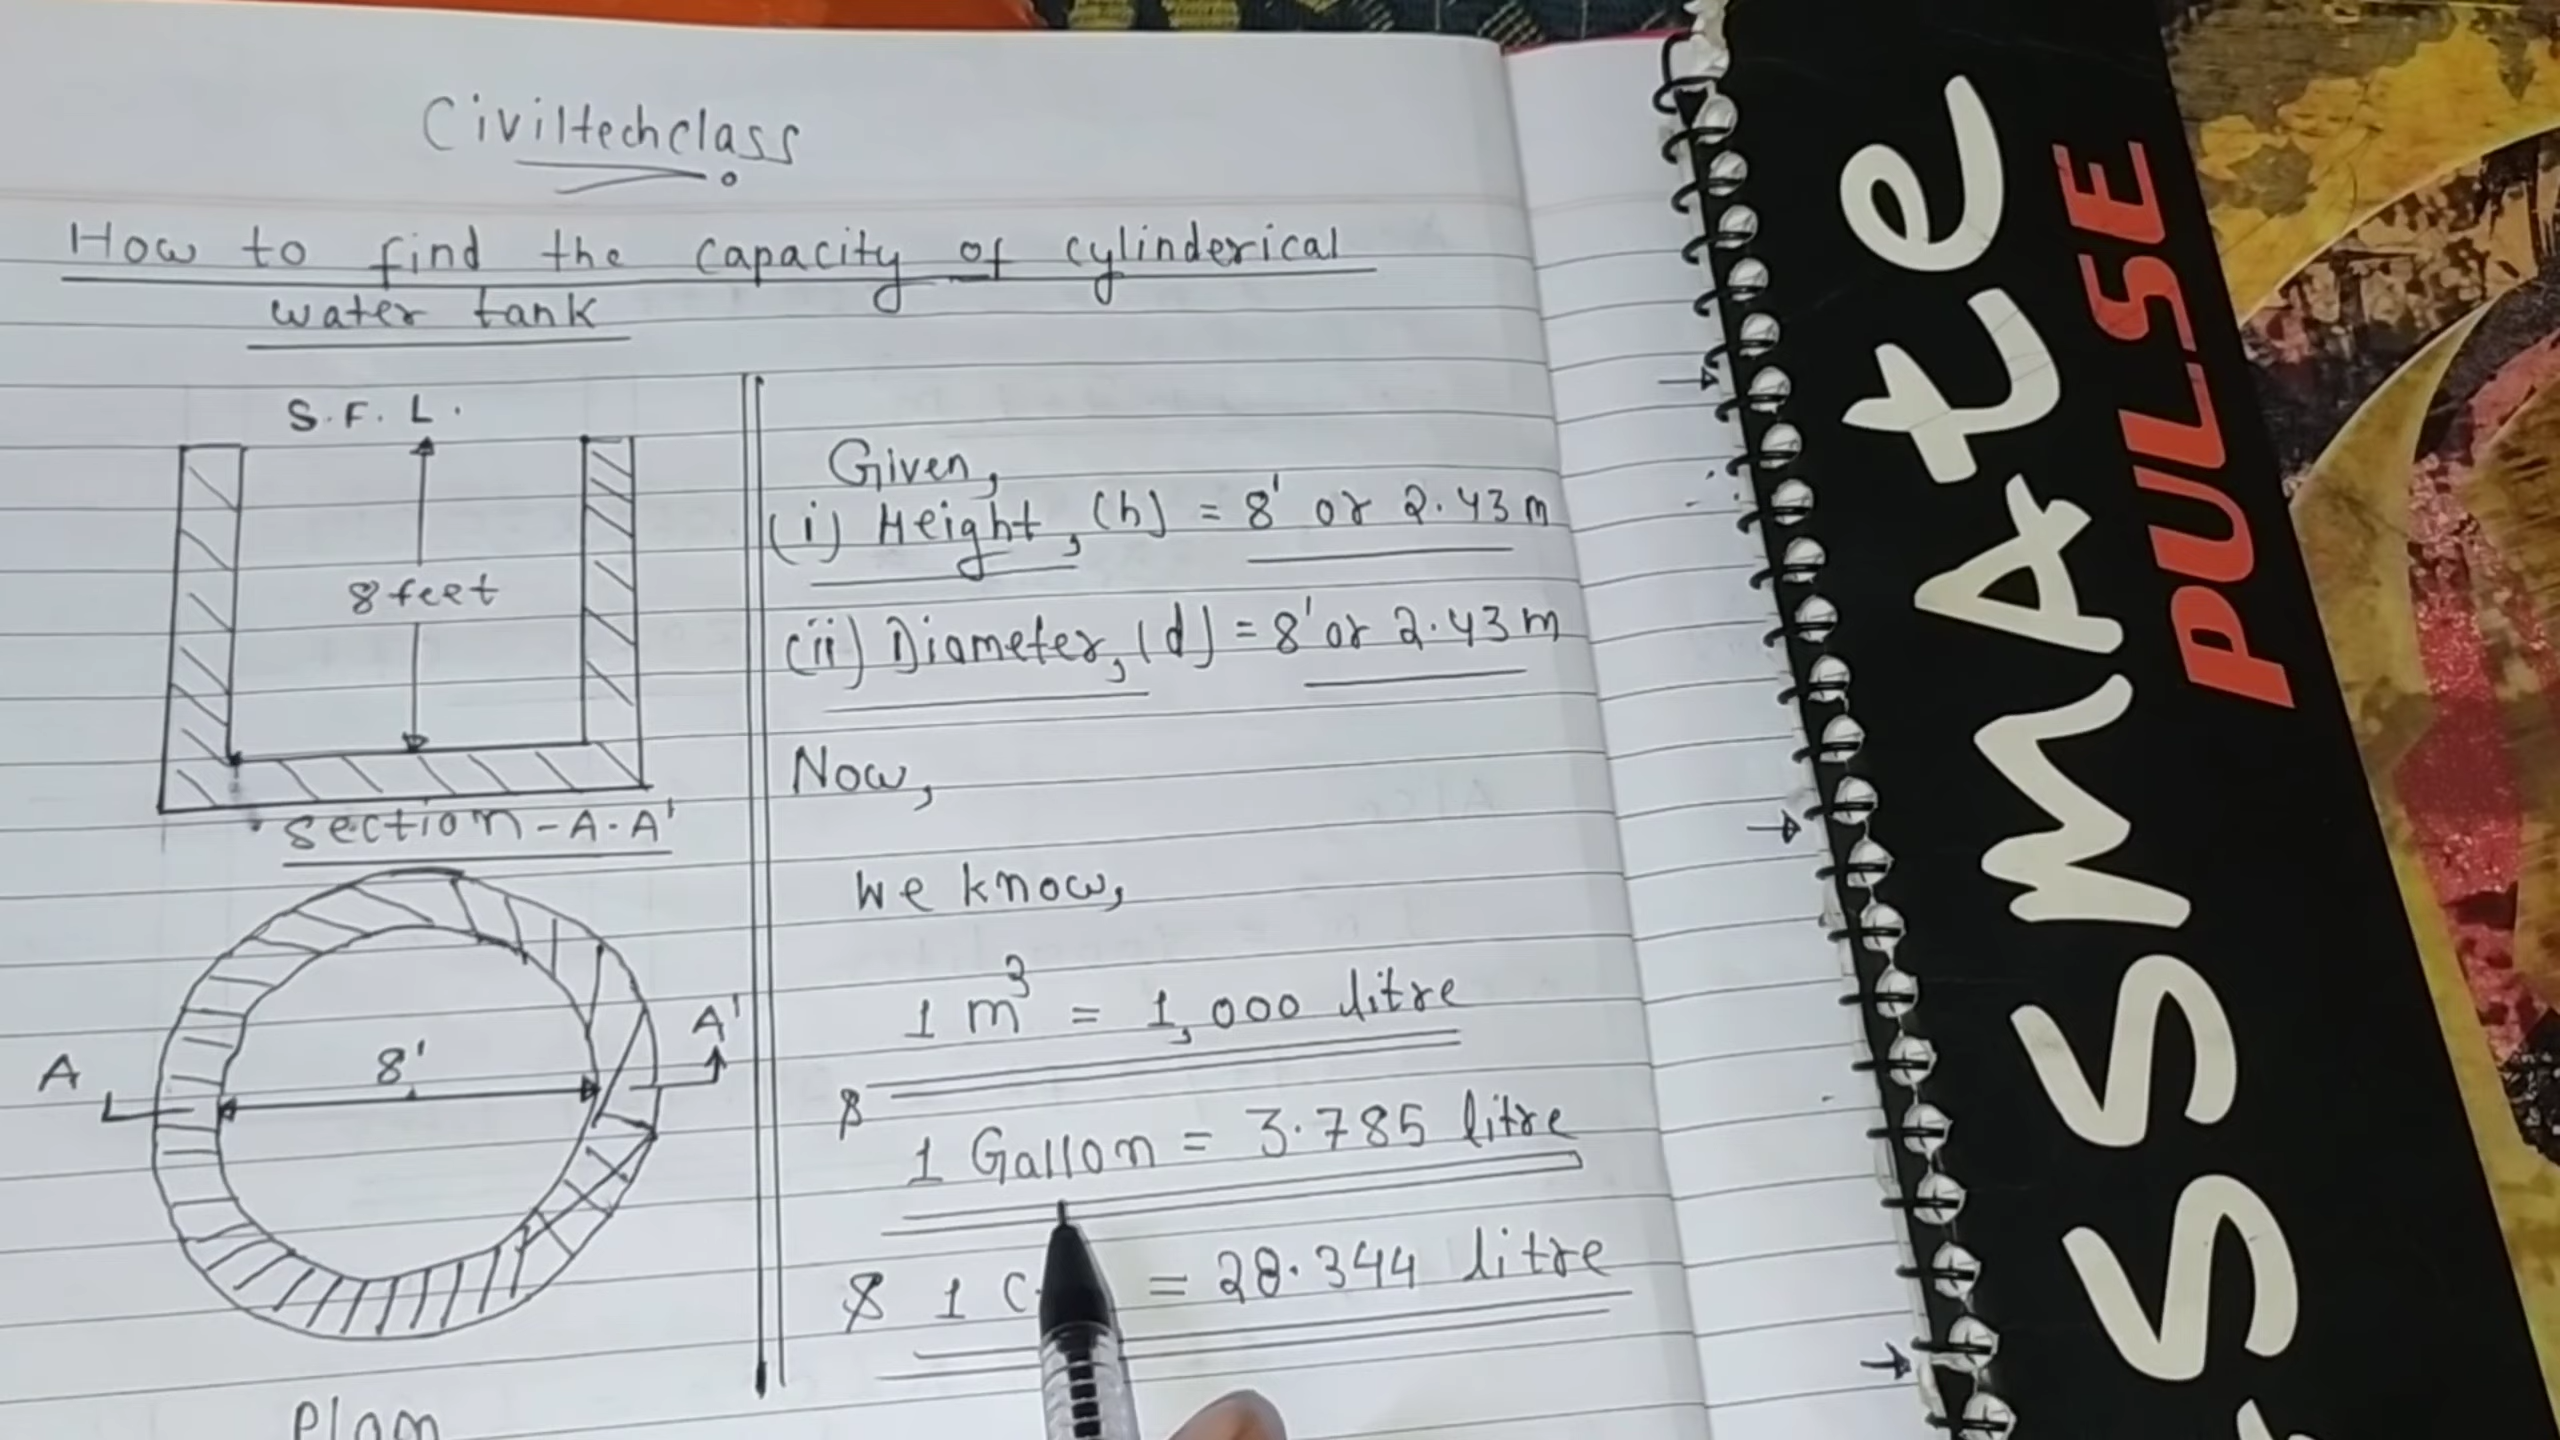 Civiltechclass
How to find the capacity of cylinderical
water tank
S.F.L.
8 feet
section-A-A'
A
8'
A'
Plan
Given,
(i) Height, (h) = 8' or 2.43 m
(ii) Diameter, (d) = 8' or 2.43 m
Now,
We know,
1 m³ = 1,000 litre
1 Gallon = 3.785 litre
1 C = 28.344 litre
CLASSMATE
PULSE